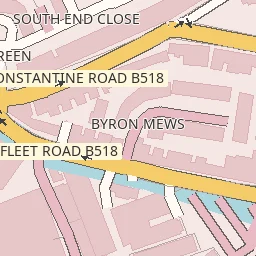 SOUTH END CLOSE
REEN
ONSTANTINE ROAD B518
BYRON MEWS
FLEET ROAD B518